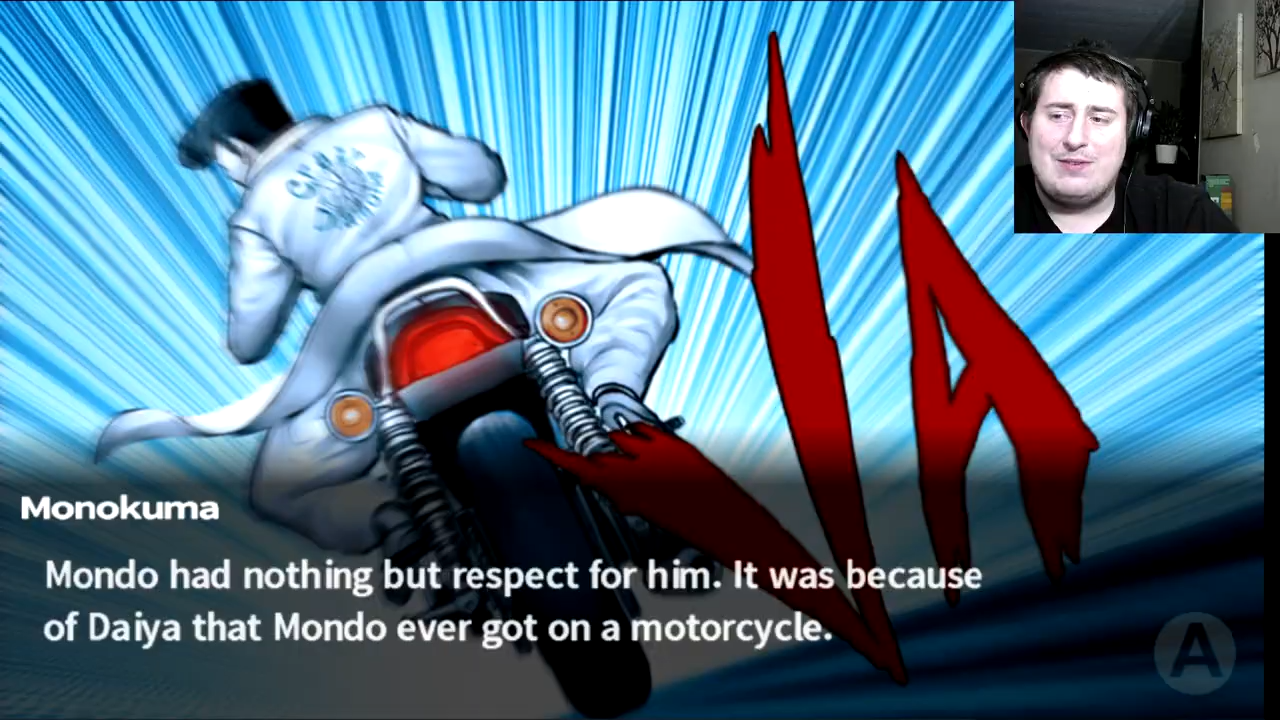 Monokuma
Mondo had nothing but respect for him. It was because
of Daiya that Mondo ever got on a motorcycle.
A